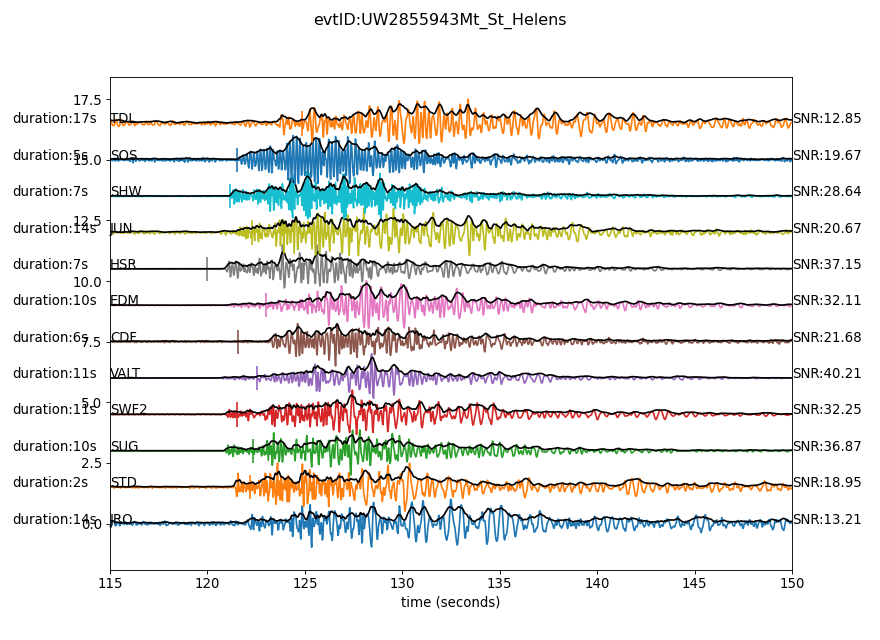 evtID:UW2855943Mt_St_Helens
17.5
duration:17s TDL SNR:12.85
duration:5s SOS SNR:19.67
15.0
duration:7s SHW SNR:28.64
12.5
duration:14s JUN SNR:20.67
duration:7s HSR SNR:37.15
10.0
duration:10s EDM SNR:32.11
duration:6s CDF SNR:21.68
7.5
duration:11s VALT SNR:40.21
5.0
duration:11s SWF2 SNR:32.25
duration:10s SUG SNR:36.87
2.5
duration:2s STD SNR:18.95
duration:14s JRO SNR:13.21
0.0
115 120 125 130 135 140 145 150
time (seconds)